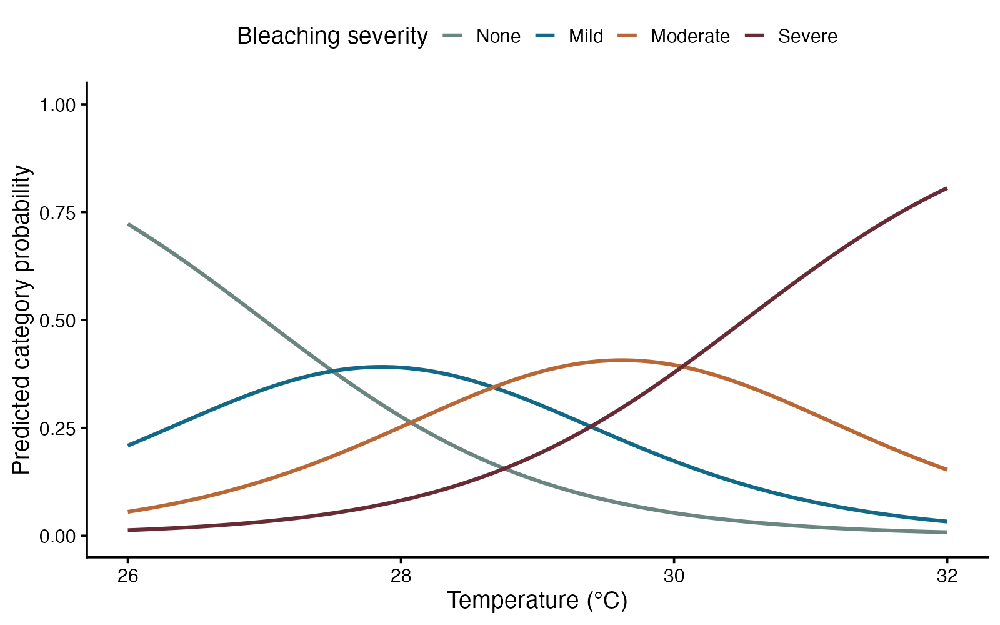 Bleaching severity None Mild Moderate Severe
Predicted category probability
1.00
0.75
0.50
0.25
0.00
26 28 30 32
Temperature (°C)